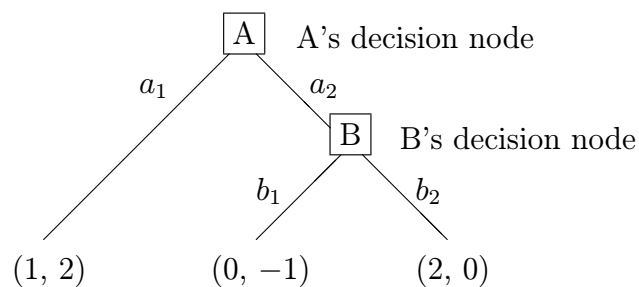 A A's decision node
a₁ a₂
B B's decision node
b₁ b₂
(1, 2) (0, −1) (2, 0)